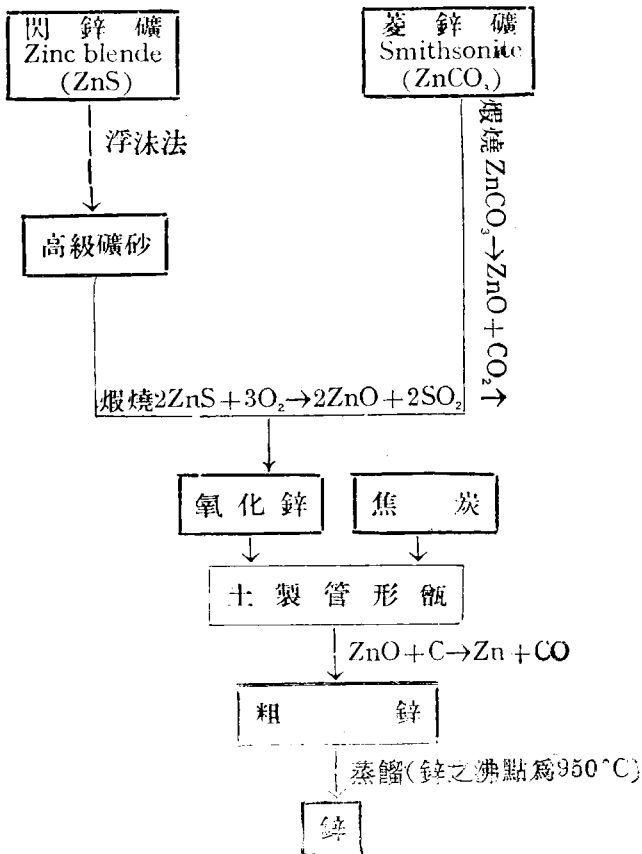 閃鋅礦
Zinc blende
(ZnS)
菱鋅礦
Smithsonite
(ZnCO₃)
浮沫法
煆燒ZnCO₃→ZnO+CO₂↑
高級礦砂
煆燒2ZnS+3O₂→2ZnO+2SO₂
氧化鋅
焦炭
土製管形甑
ZnO+C→Zn+CO
粗鋅
蒸餾(鋅之沸點爲950°C)
鋅